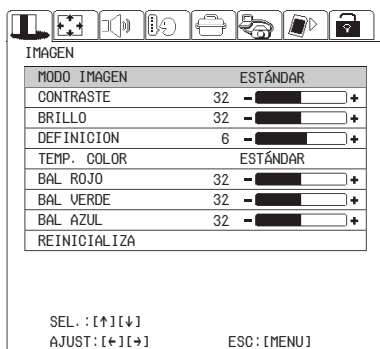 IMAGEN
MODO IMAGEN ESTÁNDAR
CONTRASTE 32 - +
BRILLO 32 - +
DEFINICION 6 - +
TEMP. COLOR ESTÁNDAR
BAL ROJO 32 - +
BAL VERDE 32 - +
BAL AZUL 32 - +
REINICIALIZA
SEL.:[↑][↓]
AJUST:[←][→] ESC:[MENU]